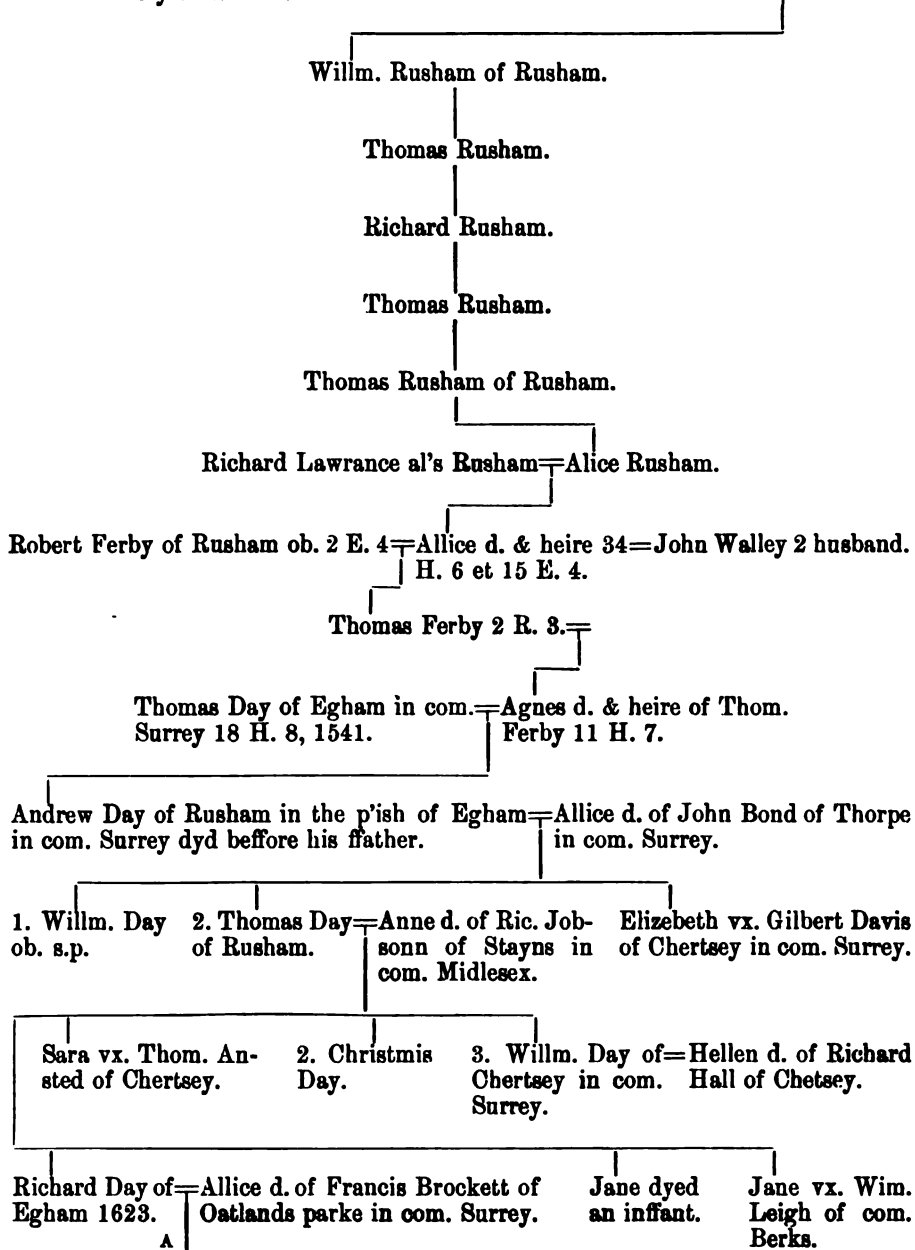 Willm. Rusham of Rusham.
Thomas Rusham.
Richard Rusham.
Thomas Rusham.
Thomas Rusham of Rusham.
Richard Lawrance al's Rusham=Alice Rusham.
Robert Ferby of Rusham ob. 2 E. 4=Allice d. & heire 34=John Walley 2 husband.
H. 6 et 15 E. 4.
Thomas Ferby 2 R. 3.=
Thomas Day of Egham in com.=Agnes d. & heire of Thom.
Surrey 18 H. 8, 1541. Ferby 11 H. 7.
Andrew Day of Rusham in the p'ish of Egham=Allice d. of John Bond of Thorpe
in com. Surrey dyd beffore his ffather. in com. Surrey.
1. Willm. Day 2. Thomas Day=Anne d. of Ric. Job- Elizebeth vx. Gilbert Davis
ob. s.p. of Rusham. sonn of Stayns in of Chertsey in com. Surrey.
com. Midlesex.
Sara vx. Thom. An- 2. Christmis 3. Willm. Day of=Hellen d. of Richard
sted of Chertsey. Day. Chertsey in com. Hall of Chetsey.
Surrey.
Richard Day of=Allice d. of Francis Brockett of Jane dyed Jane vx. Wim.
Egham 1623. Oatlands parke in com. Surrey. an inffant. Leigh of com.
A Berks.